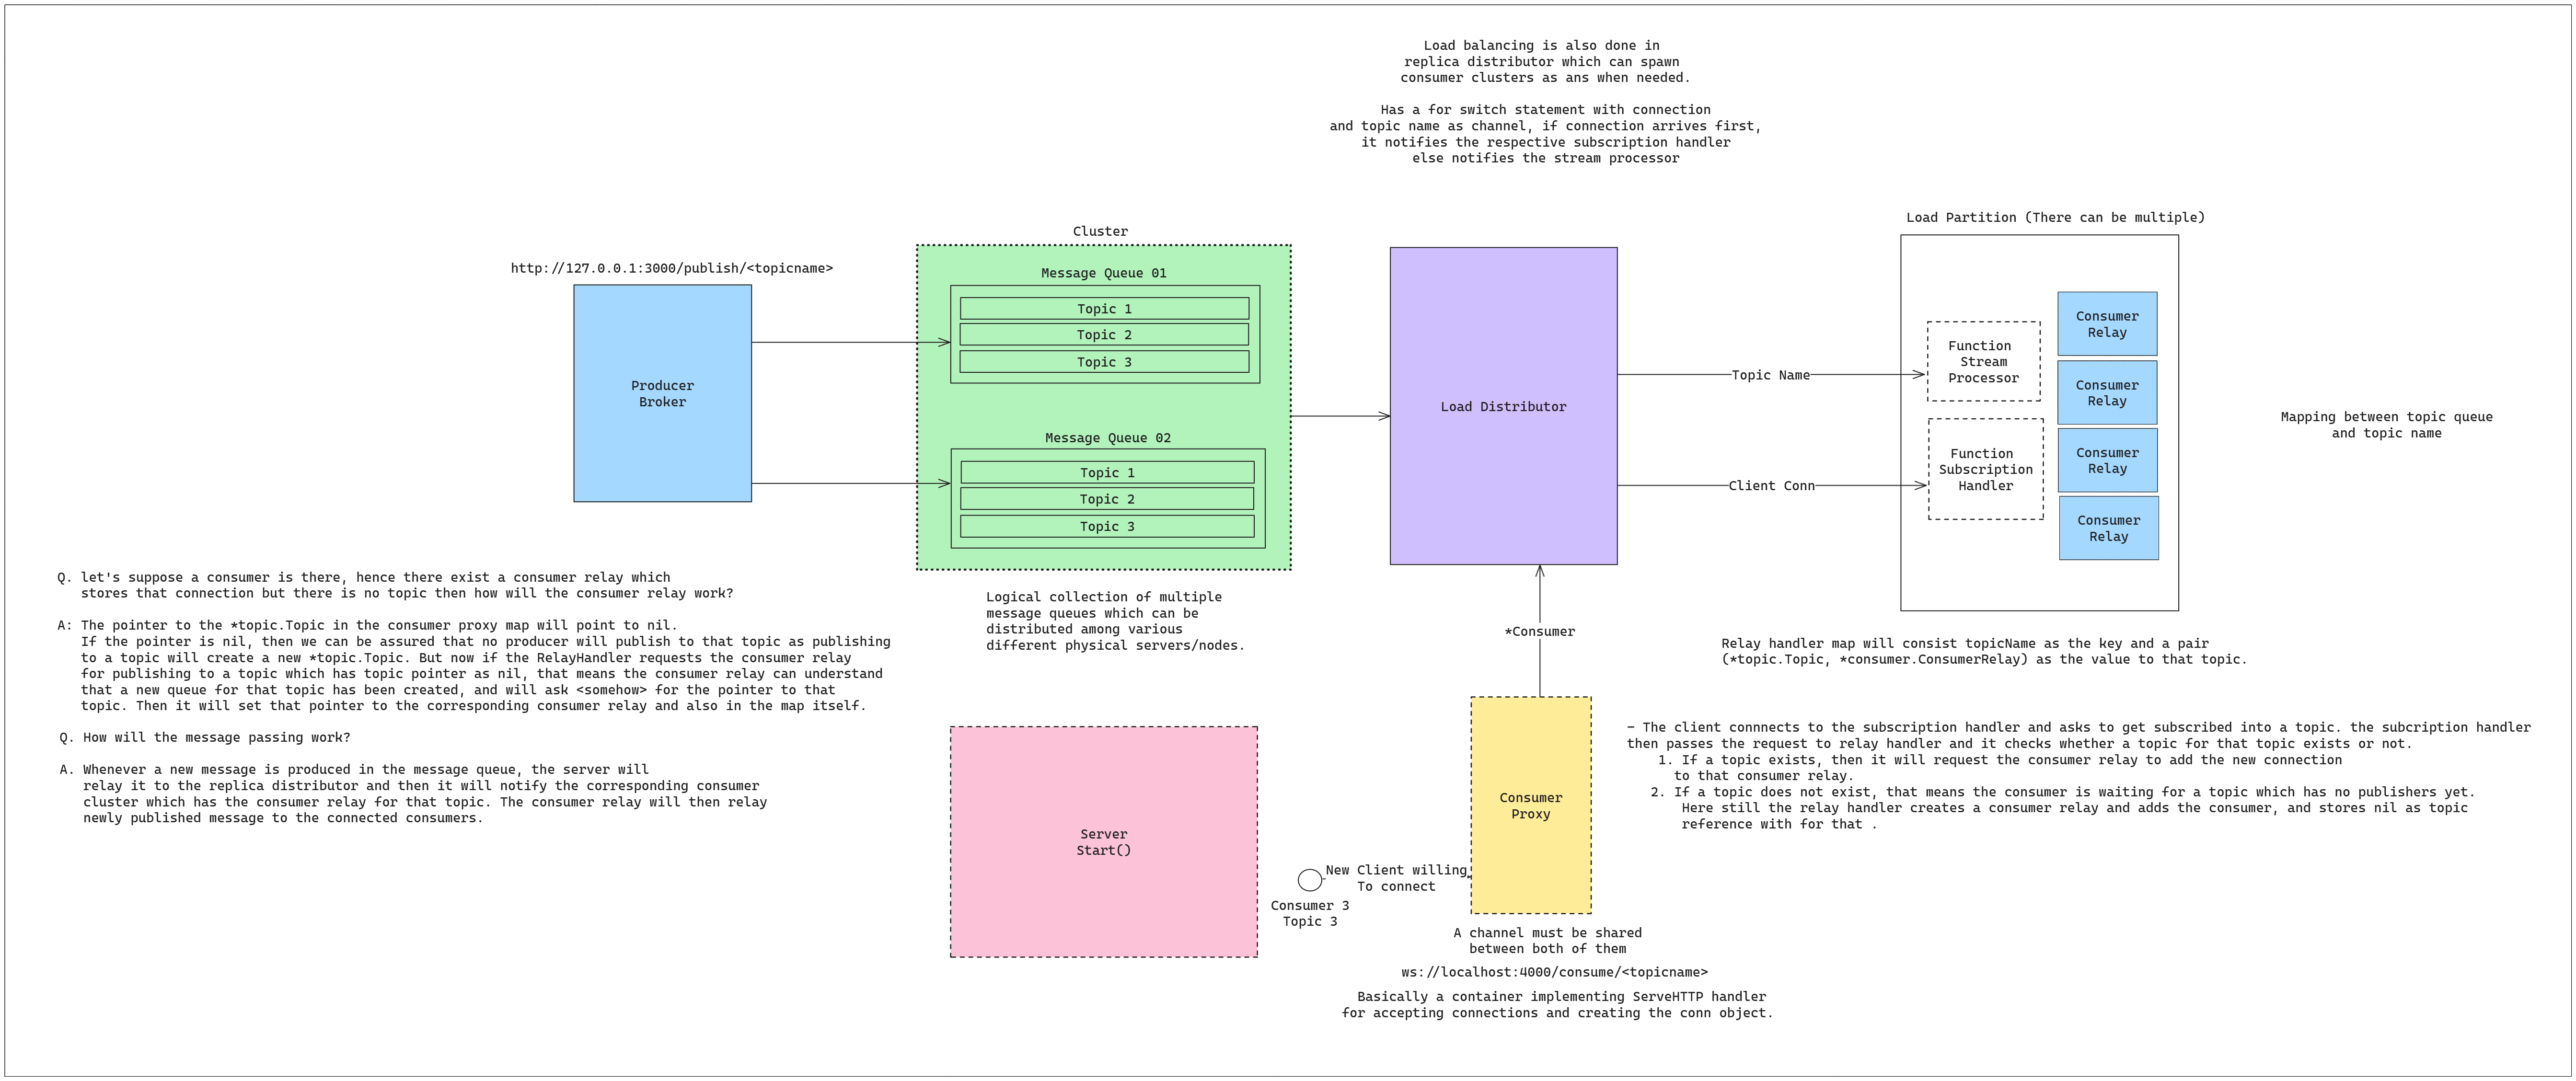 Load balancing is also done in
replica distributor which can spawn
consumer clusters as ans when needed.
Has a for switch statement with connection
and topic name as channel, if connection arrives first,
it notifies the respective subscription handler
else notifies the stream processor
http://127.0.0.1:3000/publish/<topicname>
Producer
Broker
Cluster
Message Queue 01
Topic 1
Topic 2
Topic 3
Message Queue 02
Topic 1
Topic 2
Topic 3
Logical collection of multiple
message queues which can be
distributed among various
different physical servers/nodes.
Load Distributor
Topic Name
Client Conn
Load Partition (There can be multiple)
Function
Stream
Processor
Function
Subscription
Handler
Consumer
Relay
Consumer
Relay
Consumer
Relay
Consumer
Relay
Mapping between topic queue
and topic name
Relay handler map will consist topicName as the key and a pair
(*topic.Topic, *consumer.ConsumerRelay) as the value to that topic.
Q. let's suppose a consumer is there, hence there exist a consumer relay which
stores that connection but there is no topic then how will the consumer relay work?
A: The pointer to the *topic.Topic in the consumer proxy map will point to nil.
If the pointer is nil, then we can be assured that no producer will publish to that topic as publishing
to a topic will create a new *topic.Topic. But now if the RelayHandler requests the consumer relay
for publishing to a topic which has topic pointer as nil, that means the consumer relay can understand
that a new queue for that topic has been created, and will ask <somehow> for the pointer to that
topic. Then it will set that pointer to the corresponding consumer relay and also in the map itself.
Q. How will the message passing work?
A. Whenever a new message is produced in the message queue, the server will
relay it to the replica distributor and then it will notify the corresponding consumer
cluster which has the consumer relay for that topic. The consumer relay will then relay
newly published message to the connected consumers.
Server
Start()
*Consumer
Consumer
Proxy
New Client willing
To connect
Consumer 3
Topic 3
A channel must be shared
between both of them
ws://localhost:4000/consume/<topicname>
Basically a container implementing ServeHTTP handler
for accepting connections and creating the conn object.
- The client connnects to the subscription handler and asks to get subscribed into a topic. the subcription handler
then passes the request to relay handler and it checks whether a topic for that topic exists or not.
1. If a topic exists, then it will request the consumer relay to add the new connection
to that consumer relay.
2. If a topic does not exist, that means the consumer is waiting for a topic which has no publishers yet.
Here still the relay handler creates a consumer relay and adds the consumer, and stores nil as topic
reference with for that .